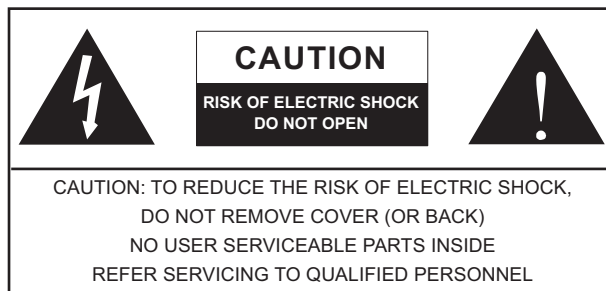 CAUTION
RISK OF ELECTRIC SHOCK
DO NOT OPEN
!
CAUTION: TO REDUCE THE RISK OF ELECTRIC SHOCK,
DO NOT REMOVE COVER (OR BACK)
NO USER SERVICEABLE PARTS INSIDE
REFER SERVICING TO QUALIFIED PERSONNEL